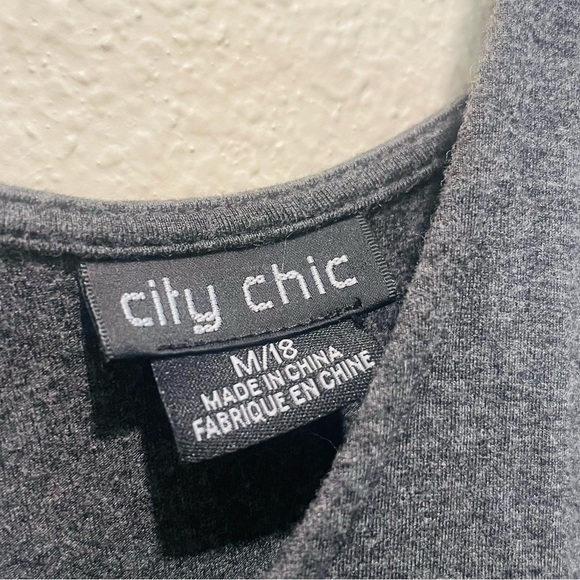 city chic
M/18
MADE IN CHINA
FABRIQUE EN CHINE